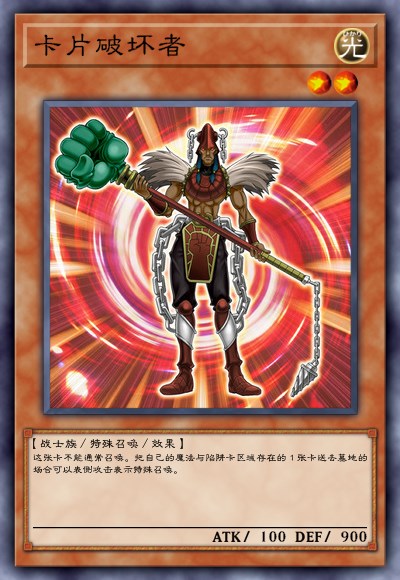 卡片破坏者
光
【战士族／特殊召唤／效果】
这张卡不能通常召唤。把自己的魔法与陷阱卡区域存在的1张卡送去墓地的
场合可以表侧攻击表示特殊召唤。
ATK/ 100 DEF/ 900